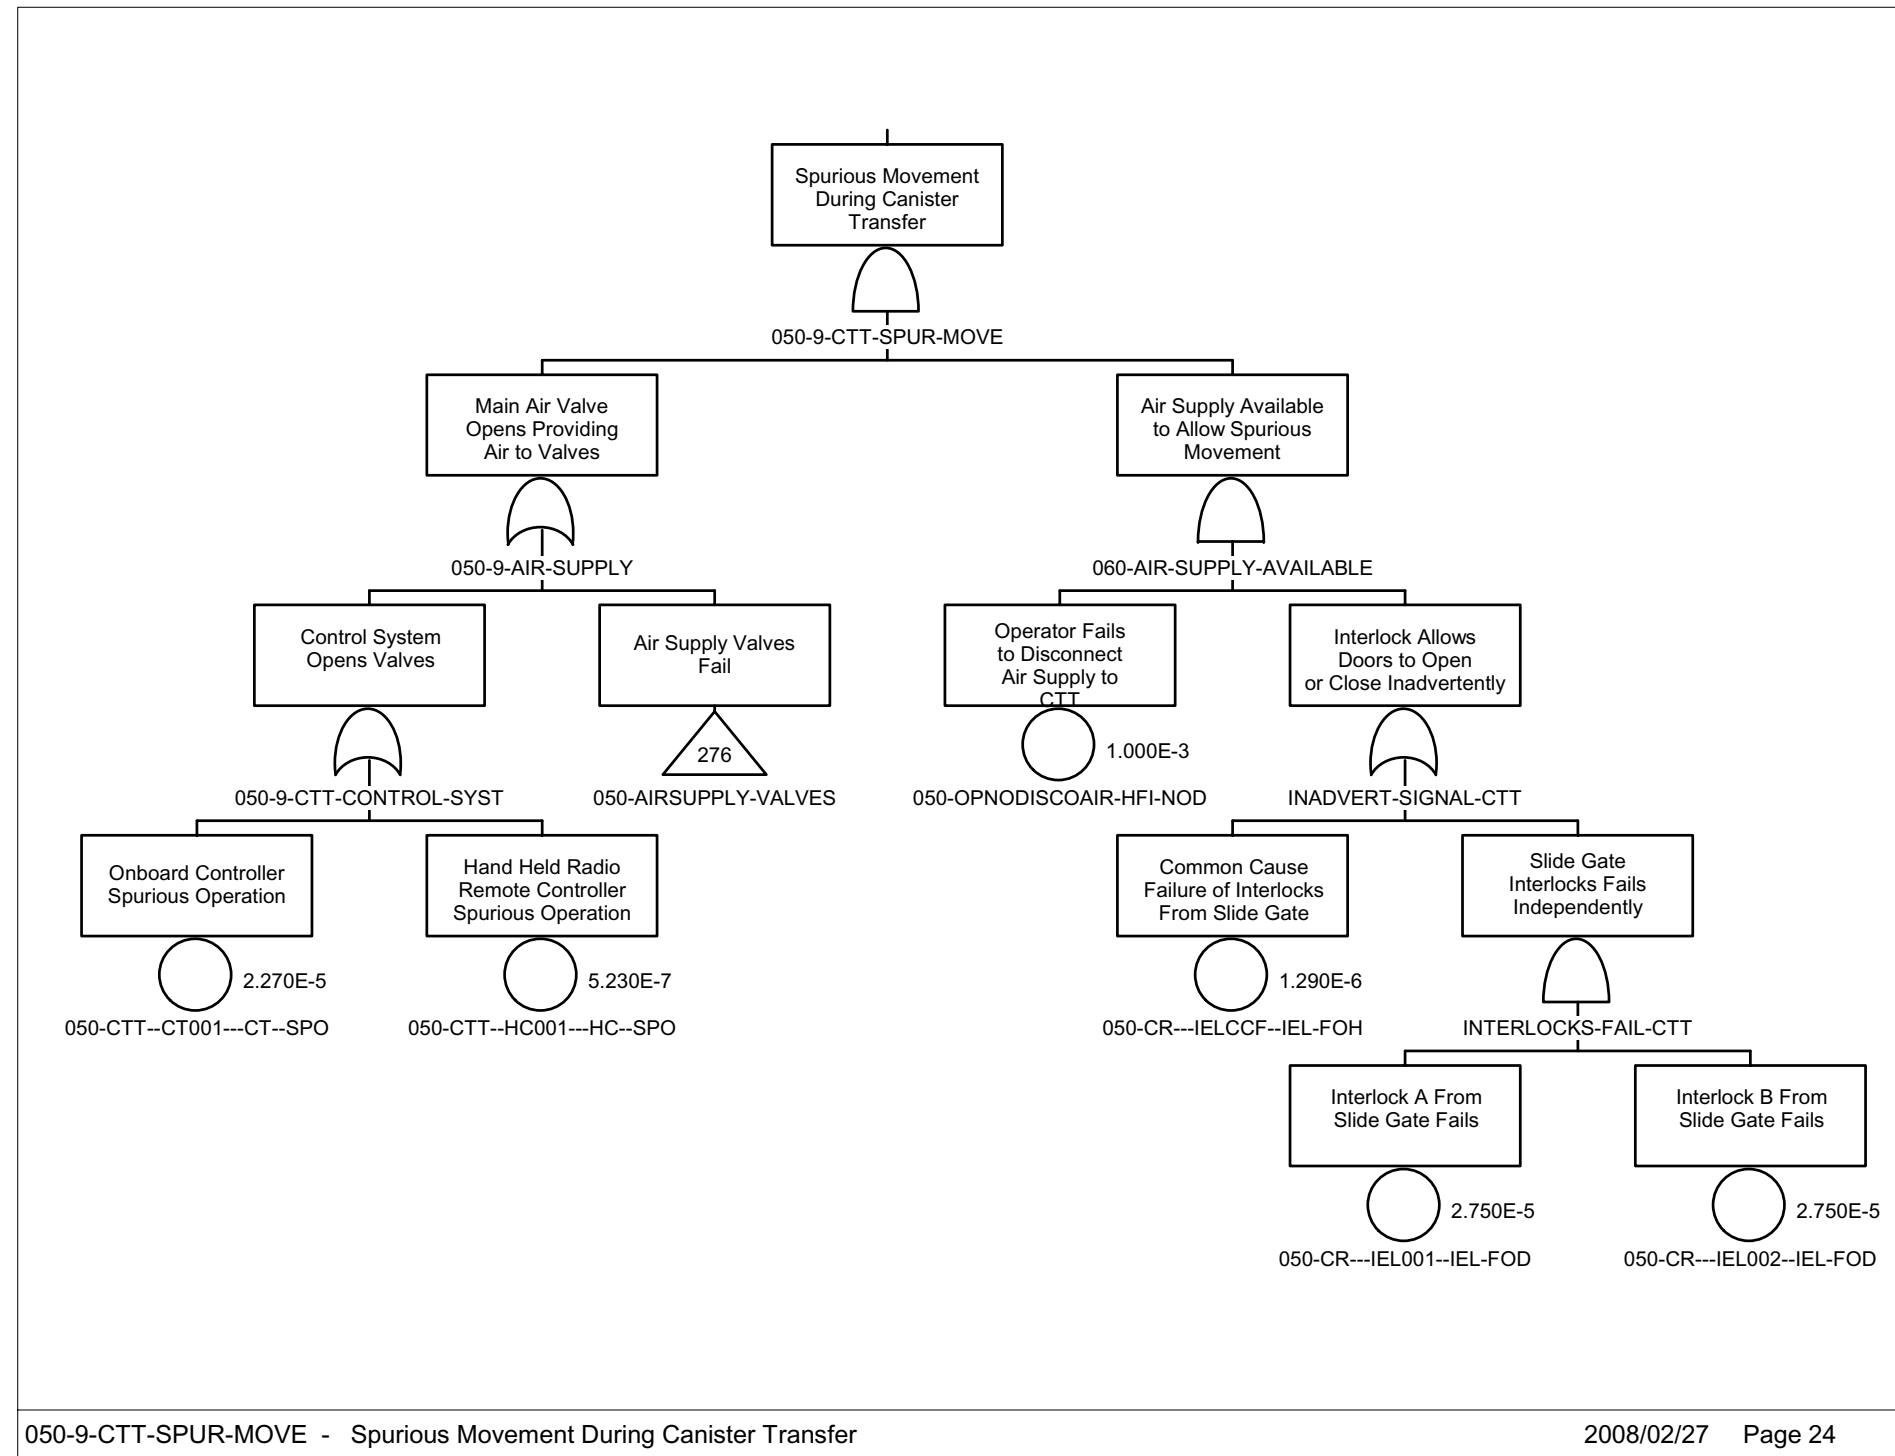 Spurious Movement
During Canister
Transfer
050-9-CTT-SPUR-MOVE
Main Air Valve
Opens Providing
Air to Valves
050-9-AIR-SUPPLY
Air Supply Available
to Allow Spurious
Movement
060-AIR-SUPPLY-AVAILABLE
Control System
Opens Valves
050-9-CTT-CONTROL-SYST
Air Supply Valves
Fail
276
050-AIRSUPPLY-VALVES
Operator Fails
to Disconnect
Air Supply to
CTT
1.000E-3
050-OPNODISCOAIR-HFI-NOD
Interlock Allows
Doors to Open
or Close Inadvertently
INADVERT-SIGNAL-CTT
Onboard Controller
Spurious Operation
2.270E-5
050-CTT--CT001---CT--SPO
Hand Held Radio
Remote Controller
Spurious Operation
5.230E-7
050-CTT--HC001---HC--SPO
Common Cause
Failure of Interlocks
From Slide Gate
1.290E-6
050-CR---IELCCF--IEL-FOH
Slide Gate
Interlocks Fails
Independently
INTERLOCKS-FAIL-CTT
Interlock A From
Slide Gate Fails
2.750E-5
050-CR---IEL001--IEL-FOD
Interlock B From
Slide Gate Fails
2.750E-5
050-CR---IEL002--IEL-FOD
050-9-CTT-SPUR-MOVE - Spurious Movement During Canister Transfer
2008/02/27 Page 24